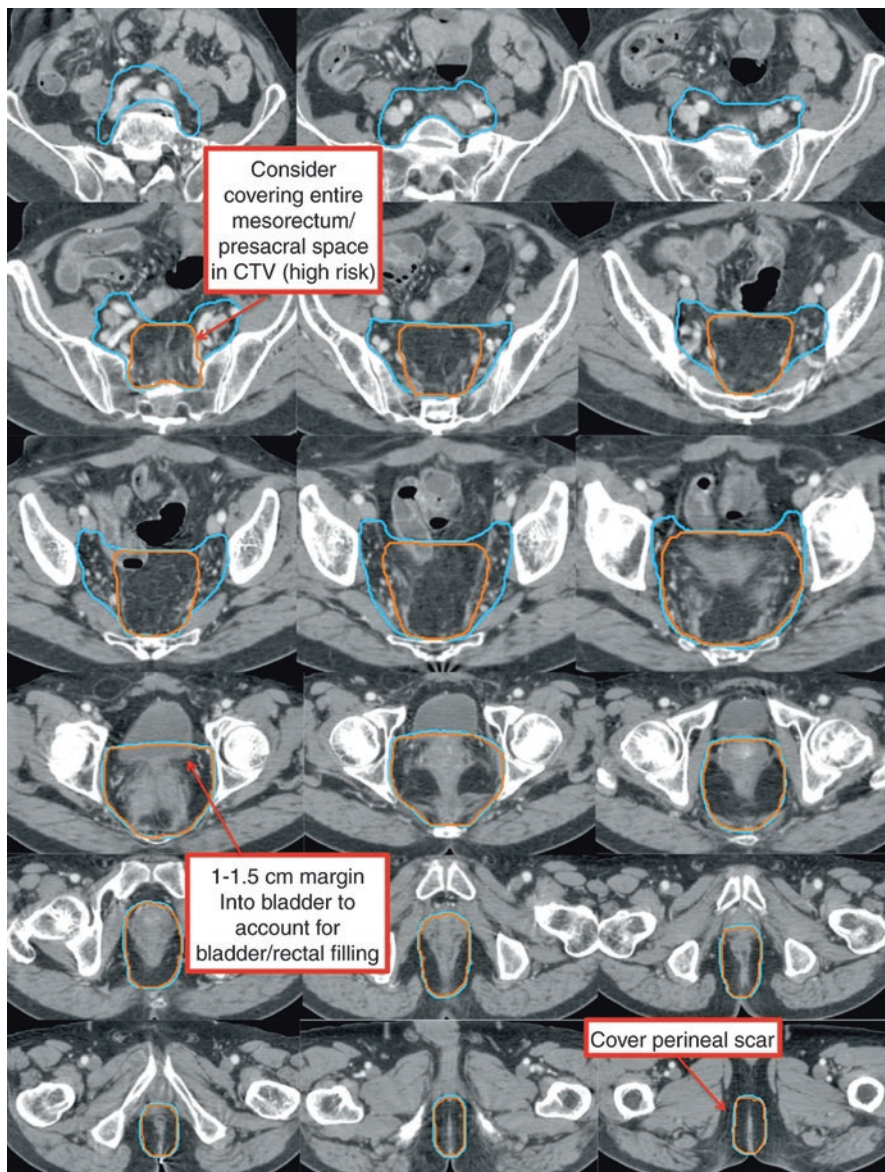 Consider
covering entire
mesorectum/
presacral space
in CTV (high risk)
1-1.5 cm margin
Into bladder to
account for
bladder/rectal filling
Cover perineal scar